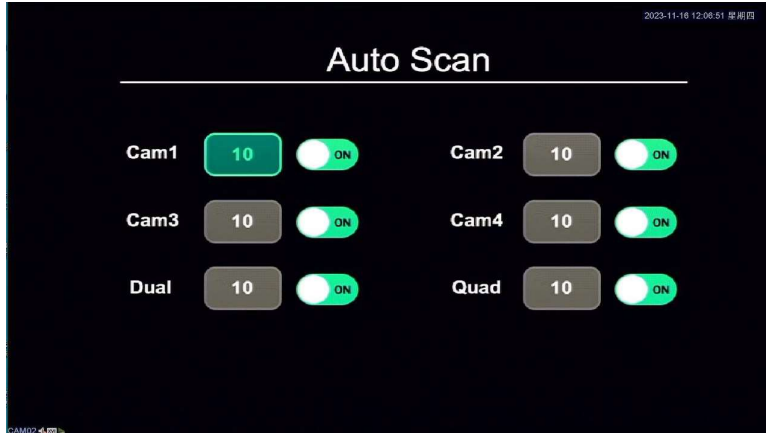 2023-11-16 12:06:51 星期四
Auto Scan
Cam1 10 ON Cam2 10 ON
Cam3 10 ON Cam4 10 ON
Dual 10 ON Quad 10 ON
CAM02